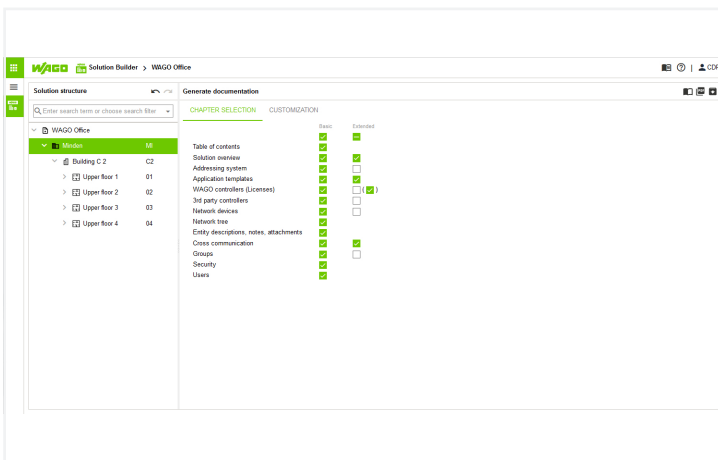 WAGO Solution Builder > WAGO Office | CDP
Solution structure
Generate documentation
Enter search term or choose search filter
CHAPTER SELECTION CUSTOMIZATION
Basic Extended
WAGO Office
Minden MI
Building C 2 C2
Upper floor 1 01
Upper floor 2 02
Upper floor 3 03
Upper floor 4 04
Table of contents
Solution overview
Addressing system
Application templates
WAGO controllers (Licenses) ( )
3rd party controllers
Network devices
Network tree
Entity descriptions, notes, attachments
Cross communication
Groups
Security
Users